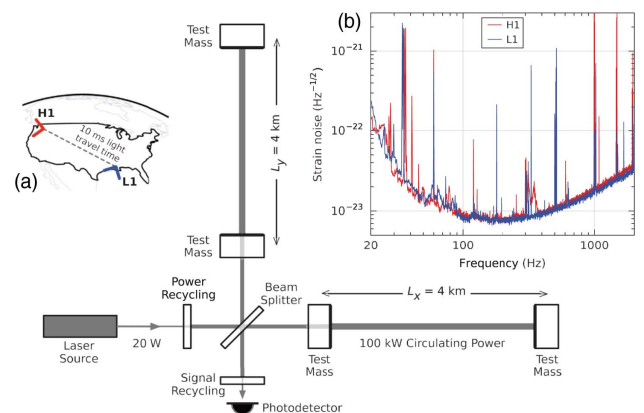 Test
Mass
(b)
H1
L1
10⁻²¹
10⁻²²
10⁻²³
Strain noise (Hz⁻¹/²)
20
100
1000
Frequency (Hz)
H1
10 ms light
travel time
L1
(a)
L_y = 4 km
Test
Mass
Power
Recycling
Beam
Splitter
L_x = 4 km
Laser
Source
20 W
Test
Mass
100 kW Circulating Power
Test
Mass
Signal
Recycling
Photodetector